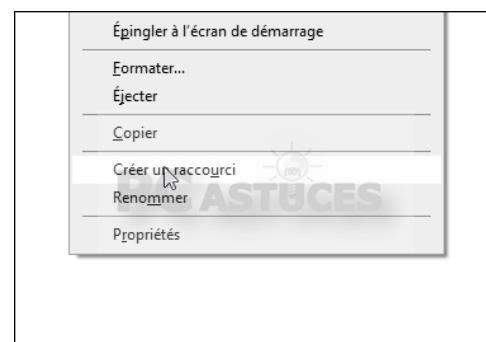 Épingler à l'écran de démarrage
Formater...
Éjecter
Copier
Créer un raccourci
Renommer
PC ASTUCES
Propriétés